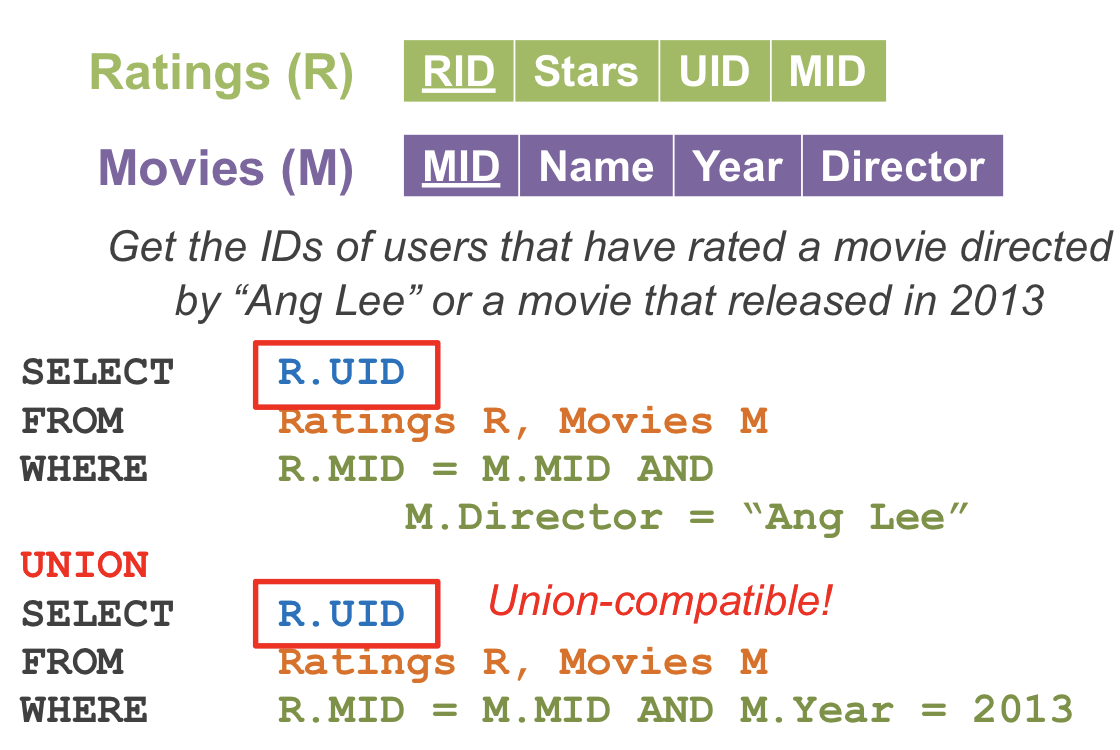 Ratings (R) RID Stars UID MID
Movies (M) MID Name Year Director
Get the IDs of users that have rated a movie directed
by “Ang Lee” or a movie that released in 2013
SELECT R.UID
FROM Ratings R, Movies M
WHERE R.MID = M.MID AND
M.Director = “Ang Lee”
UNION
SELECT R.UID Union-compatible!
FROM Ratings R, Movies M
WHERE R.MID = M.MID AND M.Year = 2013